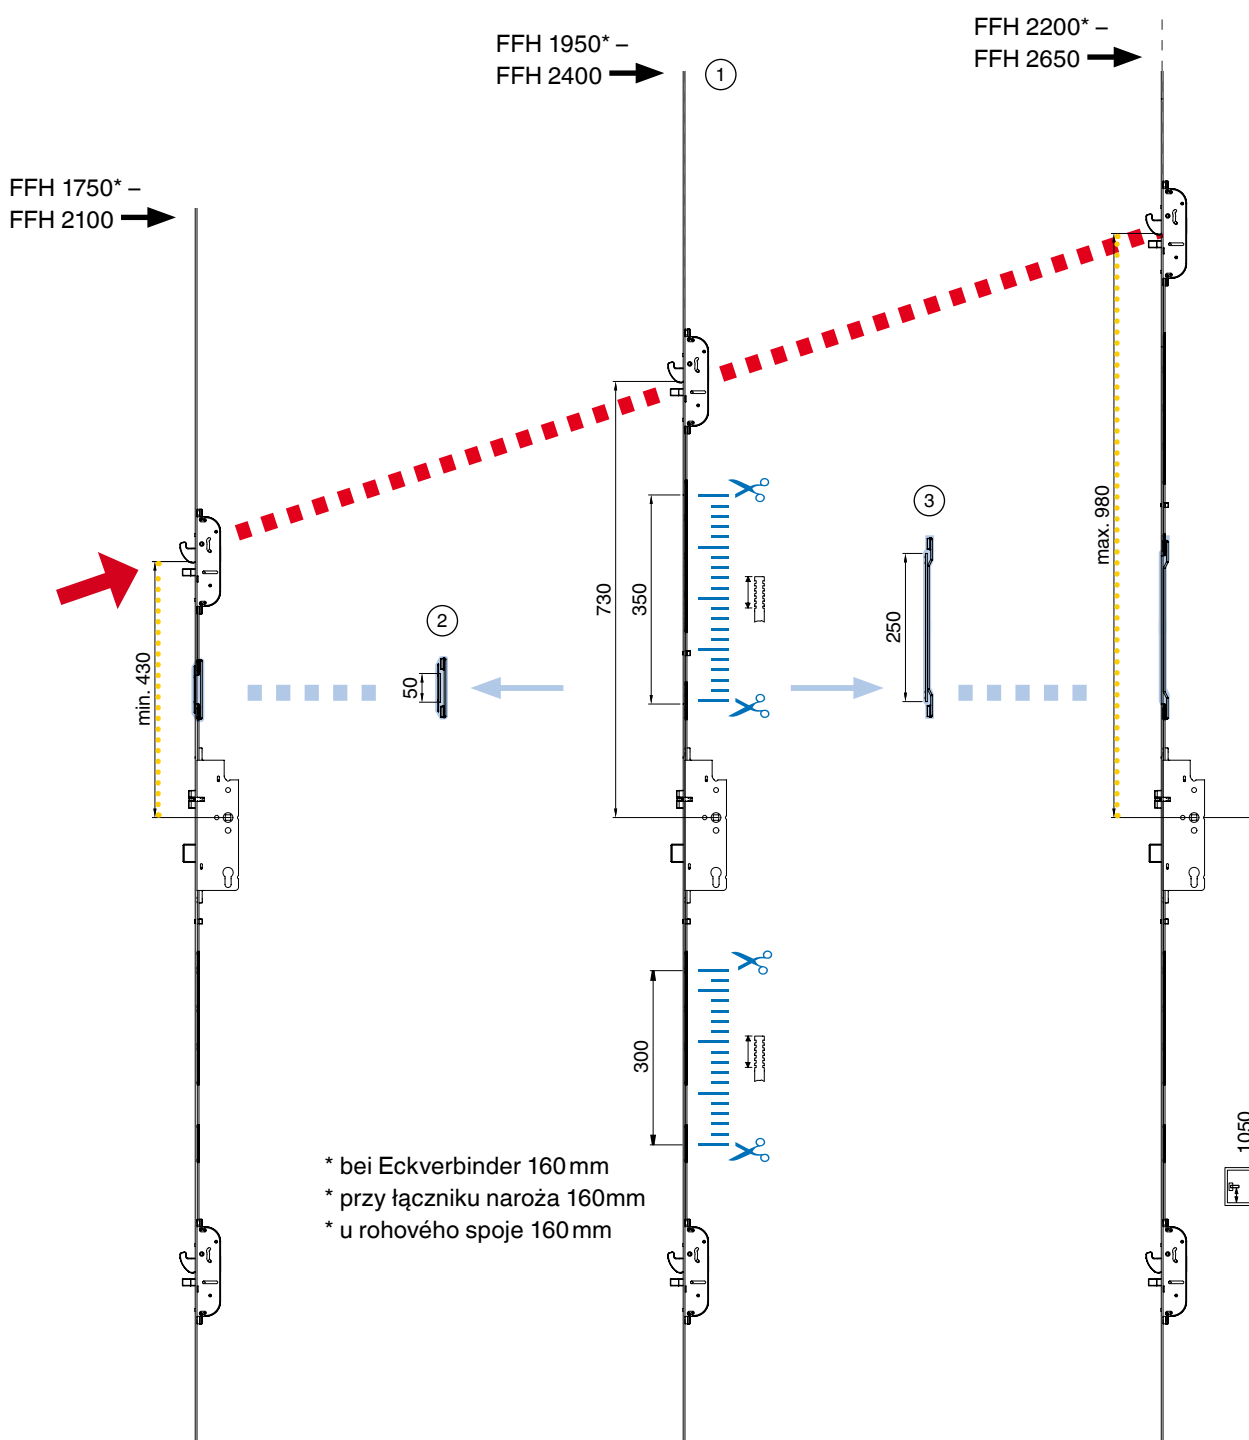 FFH 1750* –
FFH 2100
FFH 1950* –
FFH 2400
1
FFH 2200* –
FFH 2650
min. 430
2
50
730
350
3
250
max. 980
300
1050
* bei Eckverbinder 160 mm
* przy łączniku naroża 160mm
* u rohového spoje 160 mm